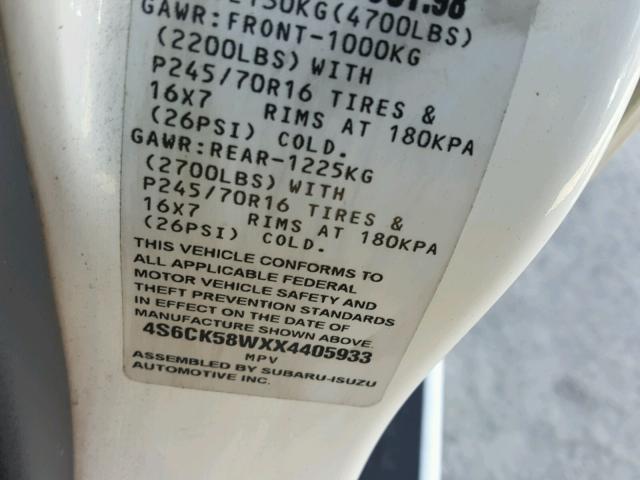 2130KG(4700LBS)
GAWR:FRONT-1000KG
(2200LBS) WITH
P245/70R16 TIRES &
16X7 RIMS AT 180KPA
(26PSI) COLD.
GAWR:REAR-1225KG
(2700LBS) WITH
P245/70R16 TIRES &
16X7 RIMS AT 180KPA
(26PSI) COLD.
THIS VEHICLE CONFORMS TO
ALL APPLICABLE FEDERAL
MOTOR VEHICLE SAFETY AND
THEFT PREVENTION STANDARDS
IN EFFECT ON THE DATE OF
MANUFACTURE SHOWN ABOVE.
4S6CK58WXX4405933
MPV
ASSEMBLED BY SUBARU-ISUZU
AUTOMOTIVE INC.